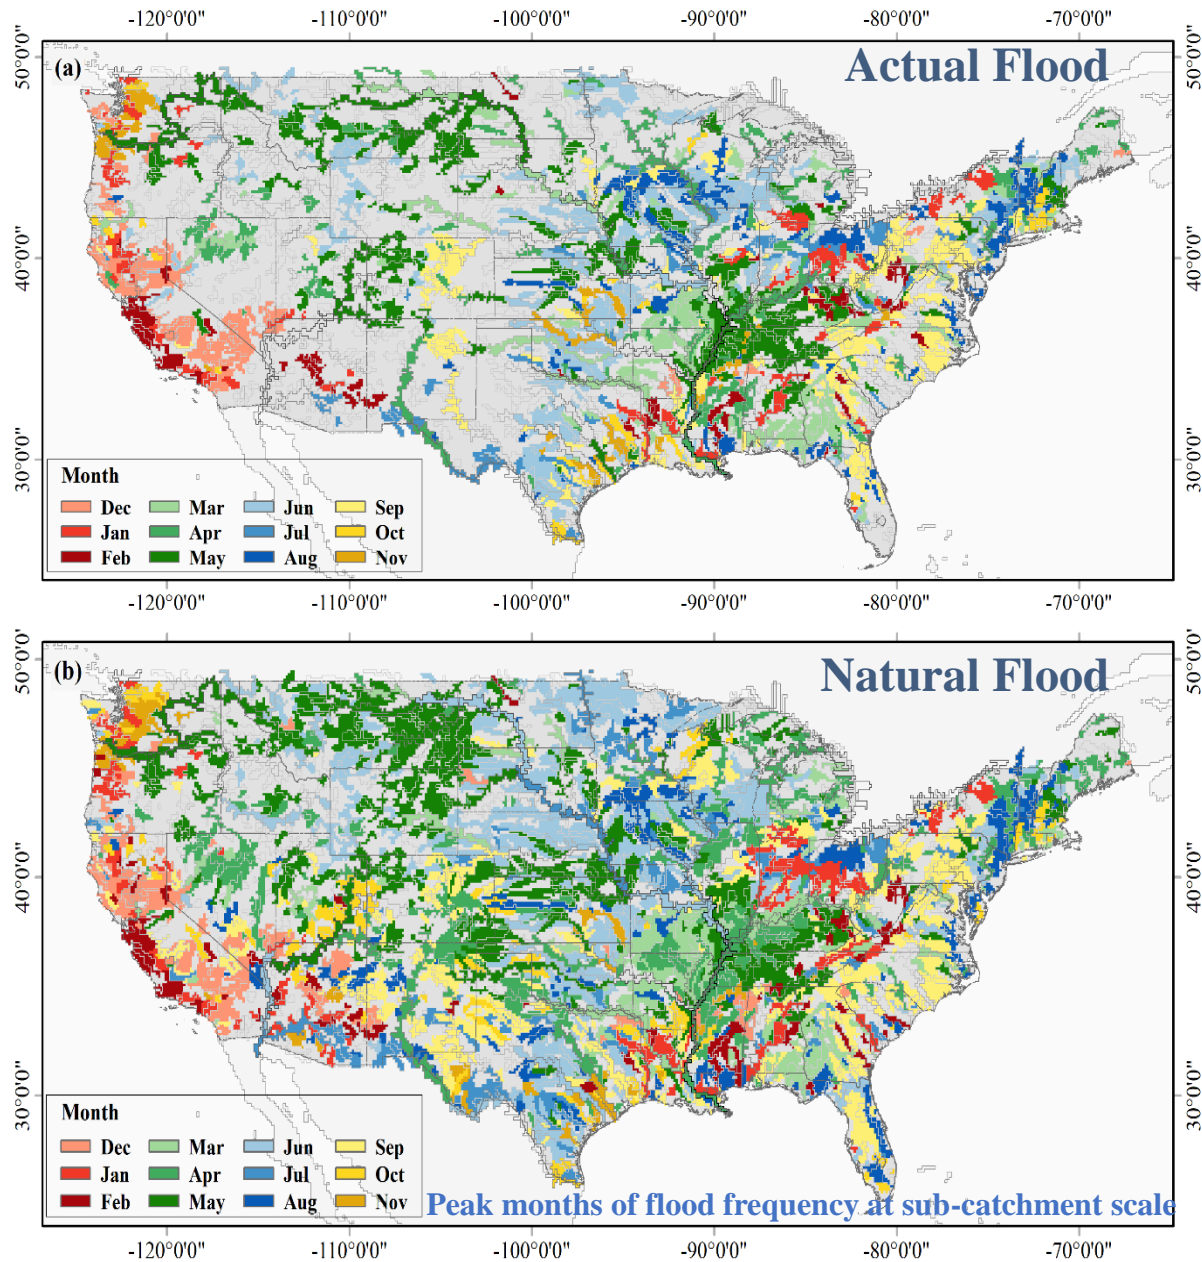 -120°0'0" -110°0'0" -100°0'0" -90°0'0" -80°0'0" -70°0'0"
(a)
Actual Flood
50°0'0" 50°0'0"
40°0'0" 40°0'0"
30°0'0" 30°0'0"
Month
Dec Mar Jun Sep
Jan Apr Jul Oct
Feb May Aug Nov
-120°0'0" -110°0'0" -100°0'0" -90°0'0" -80°0'0" -70°0'0"
(b)
Natural Flood
50°0'0" 50°0'0"
40°0'0" 40°0'0"
30°0'0" 30°0'0"
Month
Dec Mar Jun Sep
Jan Apr Jul Oct
Feb May Aug Nov
Peak months of flood frequency at sub-catchment scale
-120°0'0" -110°0'0" -100°0'0" -90°0'0" -80°0'0" -70°0'0"